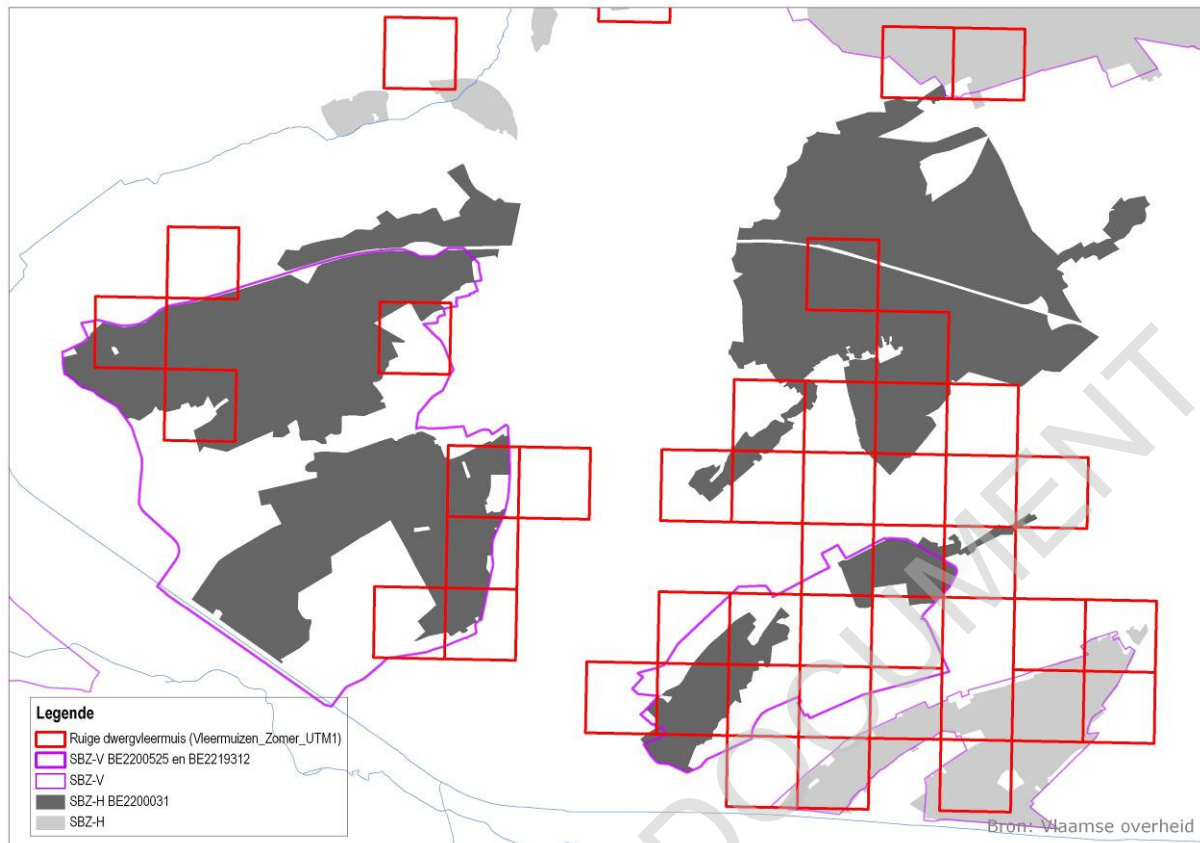 Legende
Ruige dwergvleermuis (Vleermuizen_Zomer_UTM1)
SBZ-V BE2200525 en BE2219312
SBZ-V
SBZ-H BE2200031
SBZ-H
DOCUMENT
Bron: Vlaamse overheid